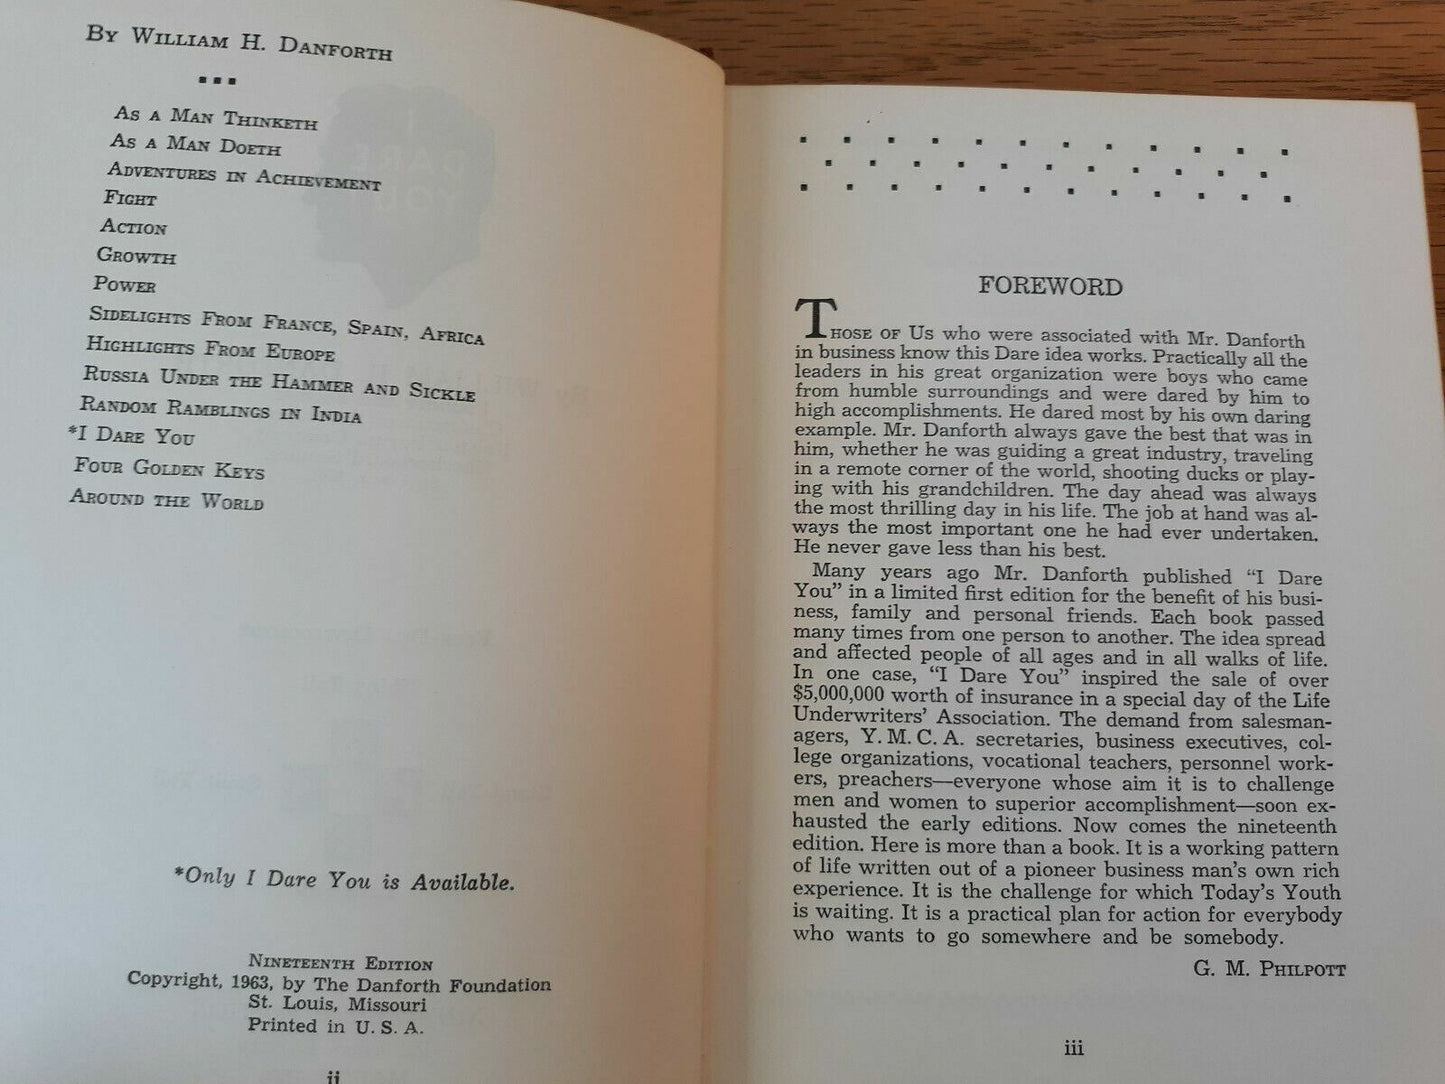 BY WILLIAM H. DANFORTH
AS A MAN THINKETH
AS A MAN DOETH
ADVENTURES IN ACHIEVEMENT
FIGHT
ACTION
GROWTH
POWER
SIDELIGHTS FROM FRANCE, SPAIN, AFRICA
HIGHLIGHTS FROM EUROPE
RUSSIA UNDER THE HAMMER AND SICKLE
RANDOM RAMBLINGS IN INDIA
*I DARE YOU
FOUR GOLDEN KEYS
AROUND THE WORLD
*Only I Dare You is Available.
NINETEENTH EDITION
Copyright, 1963, by The Danforth Foundation
St. Louis, Missouri
Printed in U. S. A.
ii
FOREWORD
THOSE OF US who were associated with Mr. Danforth
in business know this Dare idea works. Practically all the
leaders in his great organization were boys who came
from humble surroundings and were dared by him to
high accomplishments. He dared most by his own daring
example. Mr. Danforth always gave the best that was in
him, whether he was guiding a great industry, traveling
in a remote corner of the world, shooting ducks or play-
ing with his grandchildren. The day ahead was always
the most thrilling day in his life. The job at hand was al-
ways the most important one he had ever undertaken.
He never gave less than his best.
Many years ago Mr. Danforth published “I Dare
You” in a limited first edition for the benefit of his busi-
ness, family and personal friends. Each book passed
many times from one person to another. The idea spread
and affected people of all ages and in all walks of life.
In one case, “I Dare You” inspired the sale of over
$5,000,000 worth of insurance in a special day of the Life
Underwriters’ Association. The demand from salesman-
agers, Y. M. C. A. secretaries, business executives, col-
lege organizations, vocational teachers, personnel work-
ers, preachers—everyone whose aim it is to challenge
men and women to superior accomplishment—soon ex-
hausted the early editions. Now comes the nineteenth
edition. Here is more than a book. It is a working pattern
of life written out of a pioneer business man’s own rich
experience. It is the challenge for which Today’s Youth
is waiting. It is a practical plan for action for everybody
who wants to go somewhere and be somebody.
G. M. PHILPOTT
iii